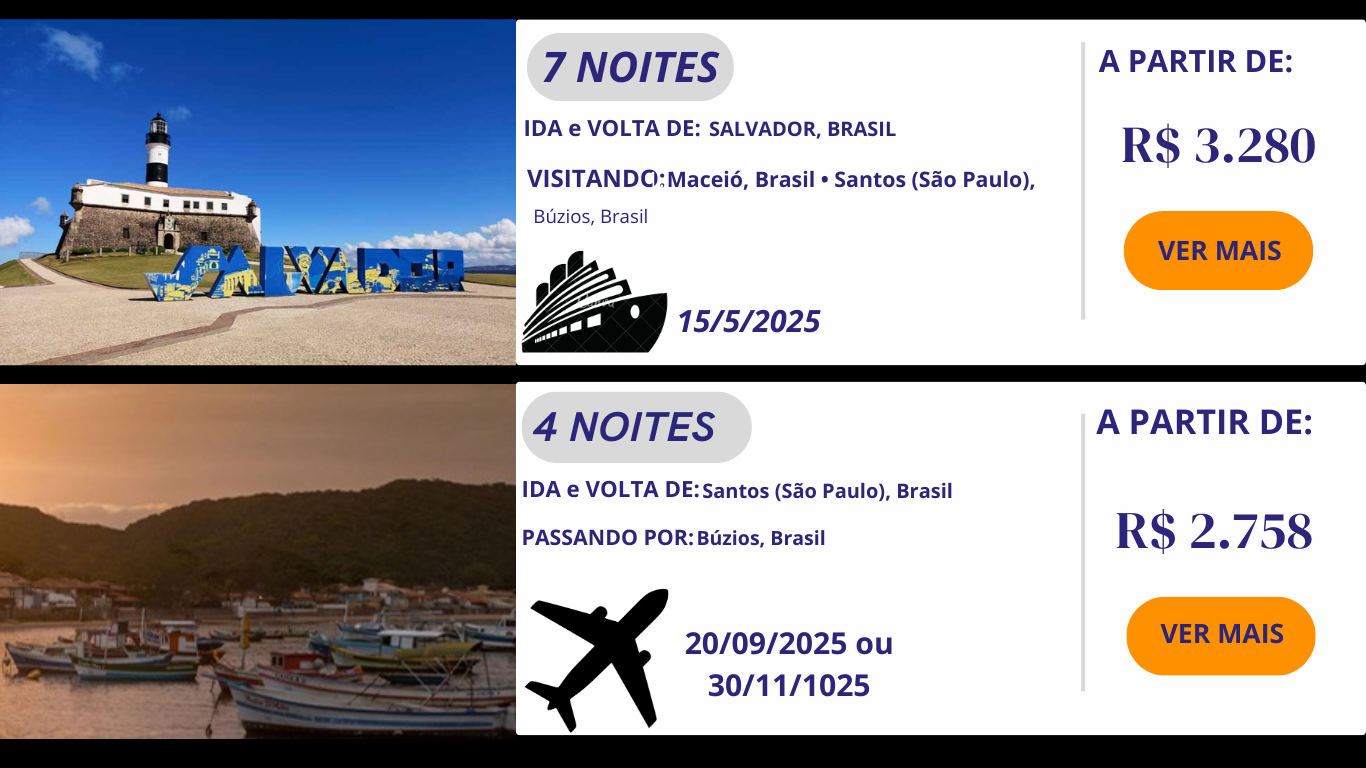 SALVADOR
7 NOITES
IDA e VOLTA DE: SALVADOR, BRASIL
VISITANDO: Maceió, Brasil • Santos (São Paulo),
Búzios, Brasil
15/5/2025
A PARTIR DE:
R$ 3.280
VER MAIS
4 NOITES
IDA e VOLTA DE: Santos (São Paulo), Brasil
PASSANDO POR: Búzios, Brasil
20/09/2025 ou
30/11/1025
A PARTIR DE:
R$ 2.758
VER MAIS